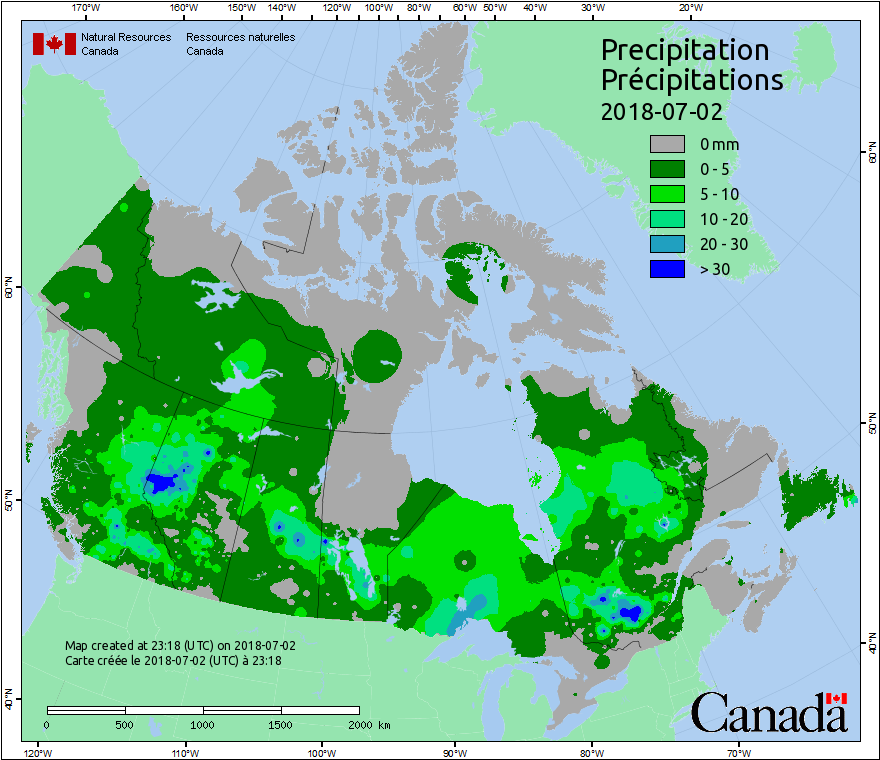 170°W 160°W 150°W 140°W 130°W 120°W 110°W 100°W 90°W 80°W 60°W 50°W 40°W 30°W 20°W
Natural Resources Ressources naturelles
Canada Canada
Precipitation
Précipitations
2018-07-02
0 mm
0 - 5
5 - 10
10 - 20
20 - 30
> 30
60°N
50°N
40°N
60°N
50°N
40°N
Map created at 23:18 (UTC) on 2018-07-02
Carte créée le 2018-07-02 (UTC) à 23:18
0 500 1000 1500 2000 km
Canada
120°W 110°W 100°W 90°W 80°W 70°W